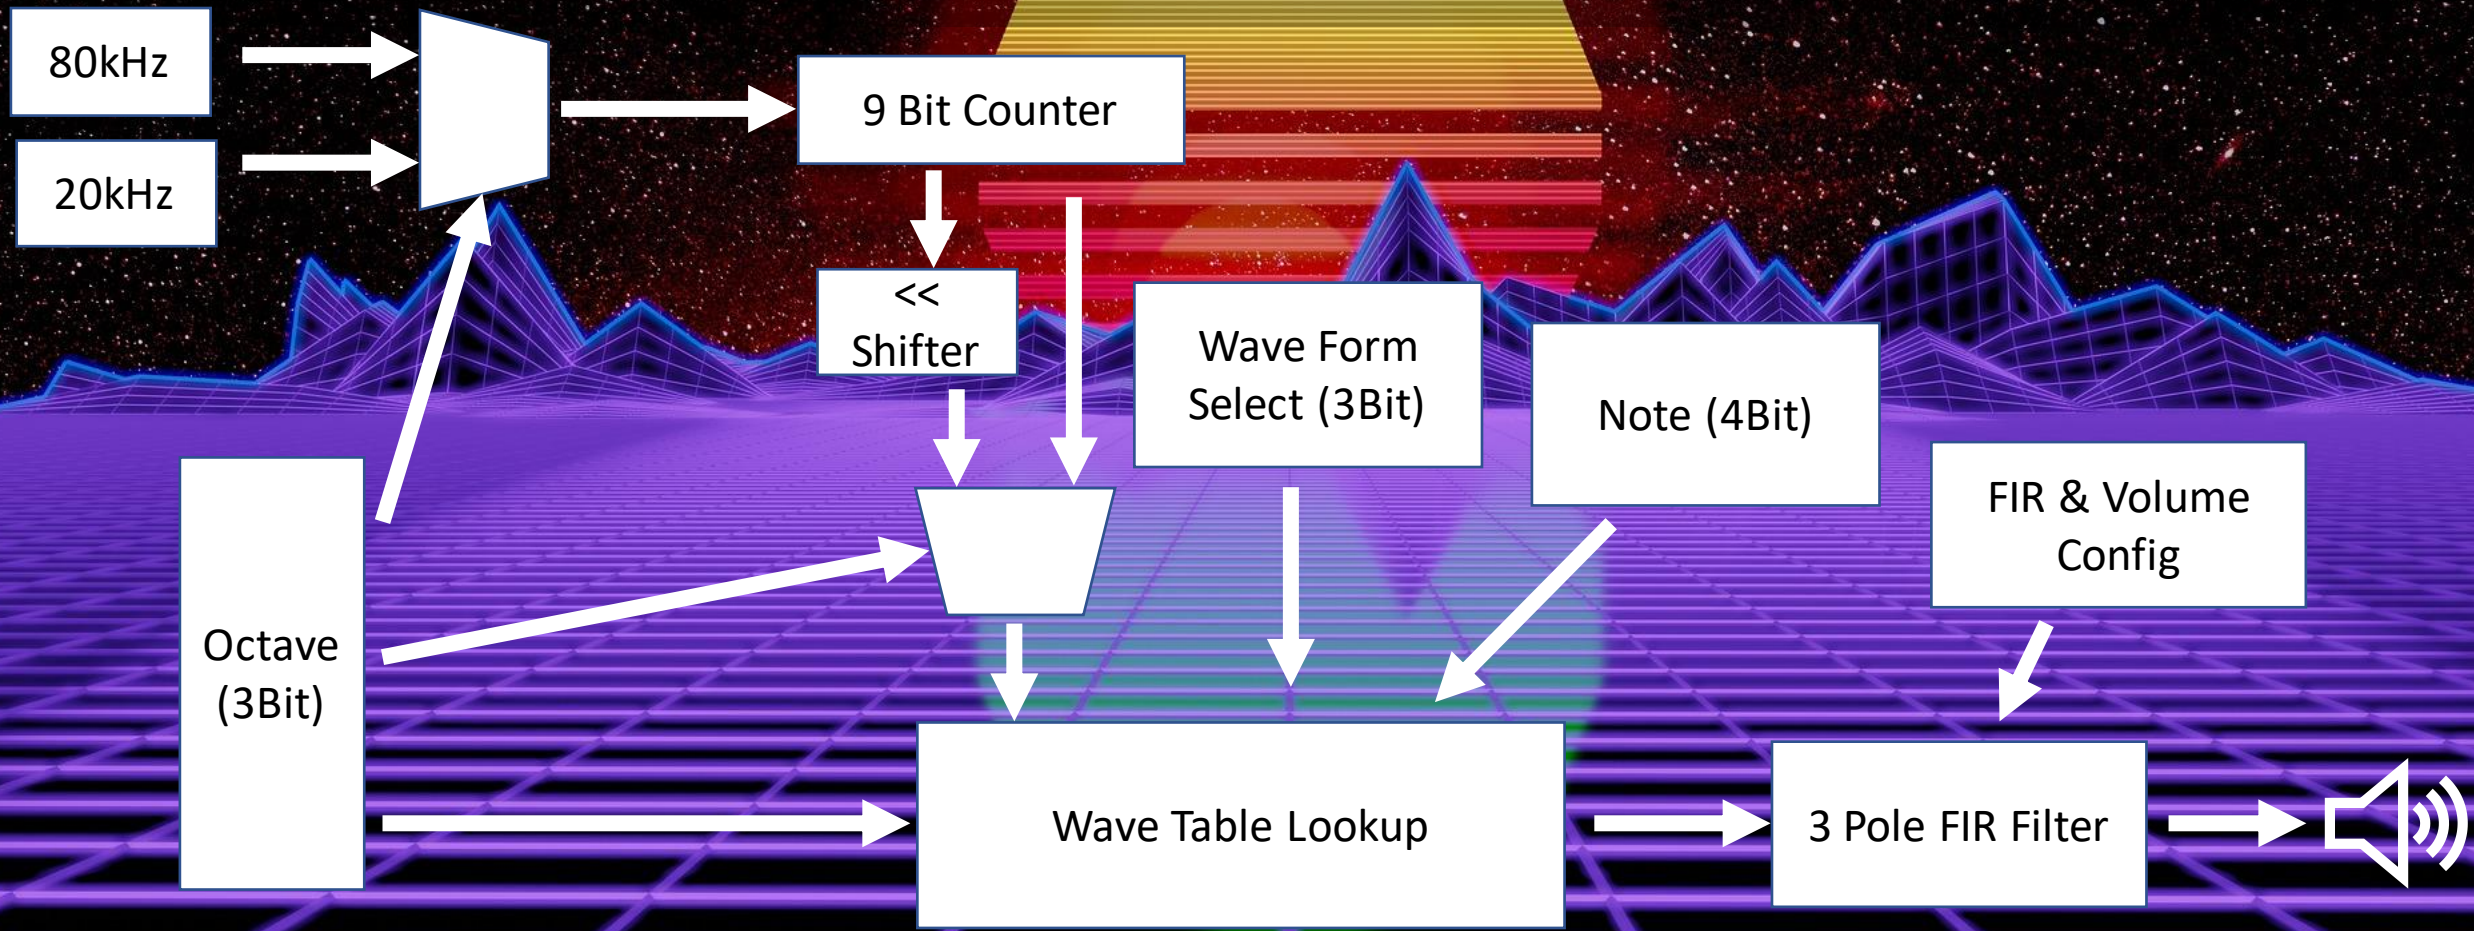 80kHz
20kHz
9 Bit Counter
<<
Shifter
Wave Form
Select (3Bit)
Note (4Bit)
FIR & Volume
Config
Octave
(3Bit)
Wave Table Lookup
3 Pole FIR Filter